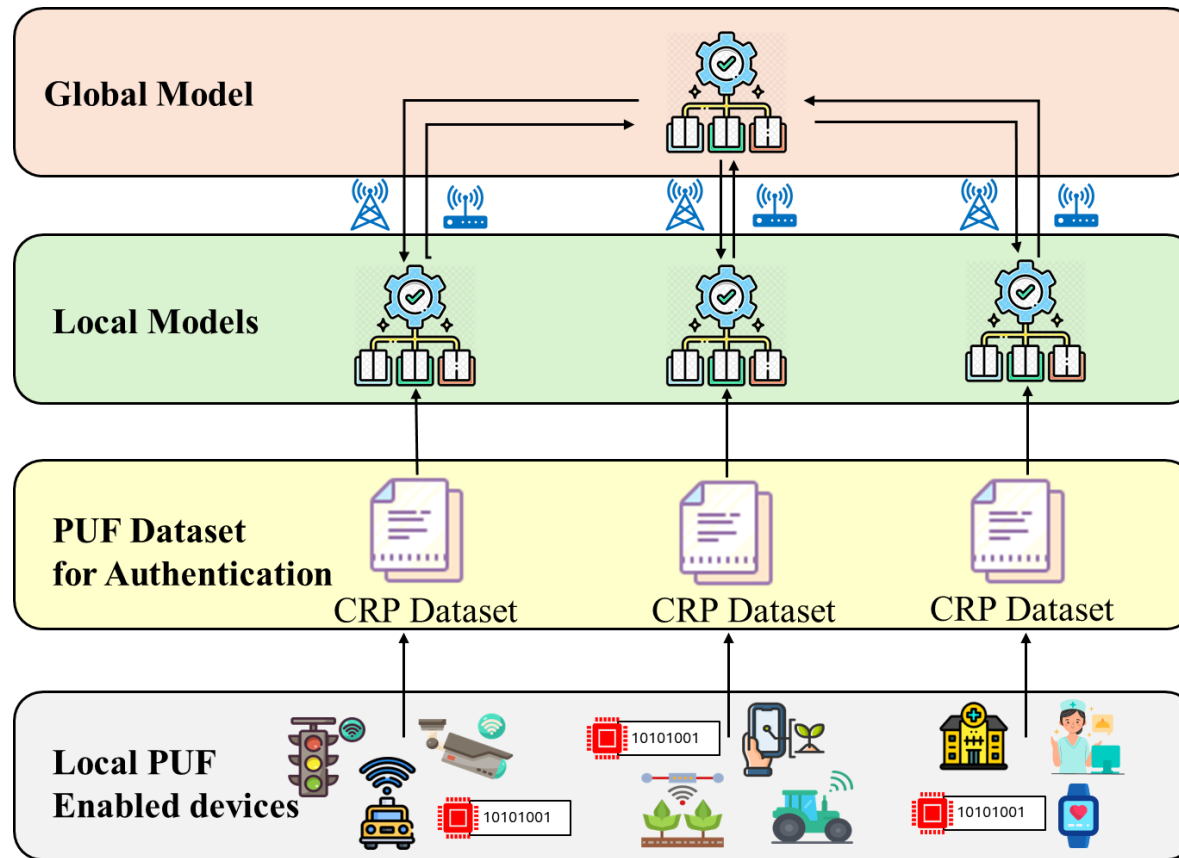 Global Model
Local Models
PUF Dataset
for Authentication
CRP Dataset
CRP Dataset
CRP Dataset
Local PUF
Enabled devices
10101001
10101001
10101001